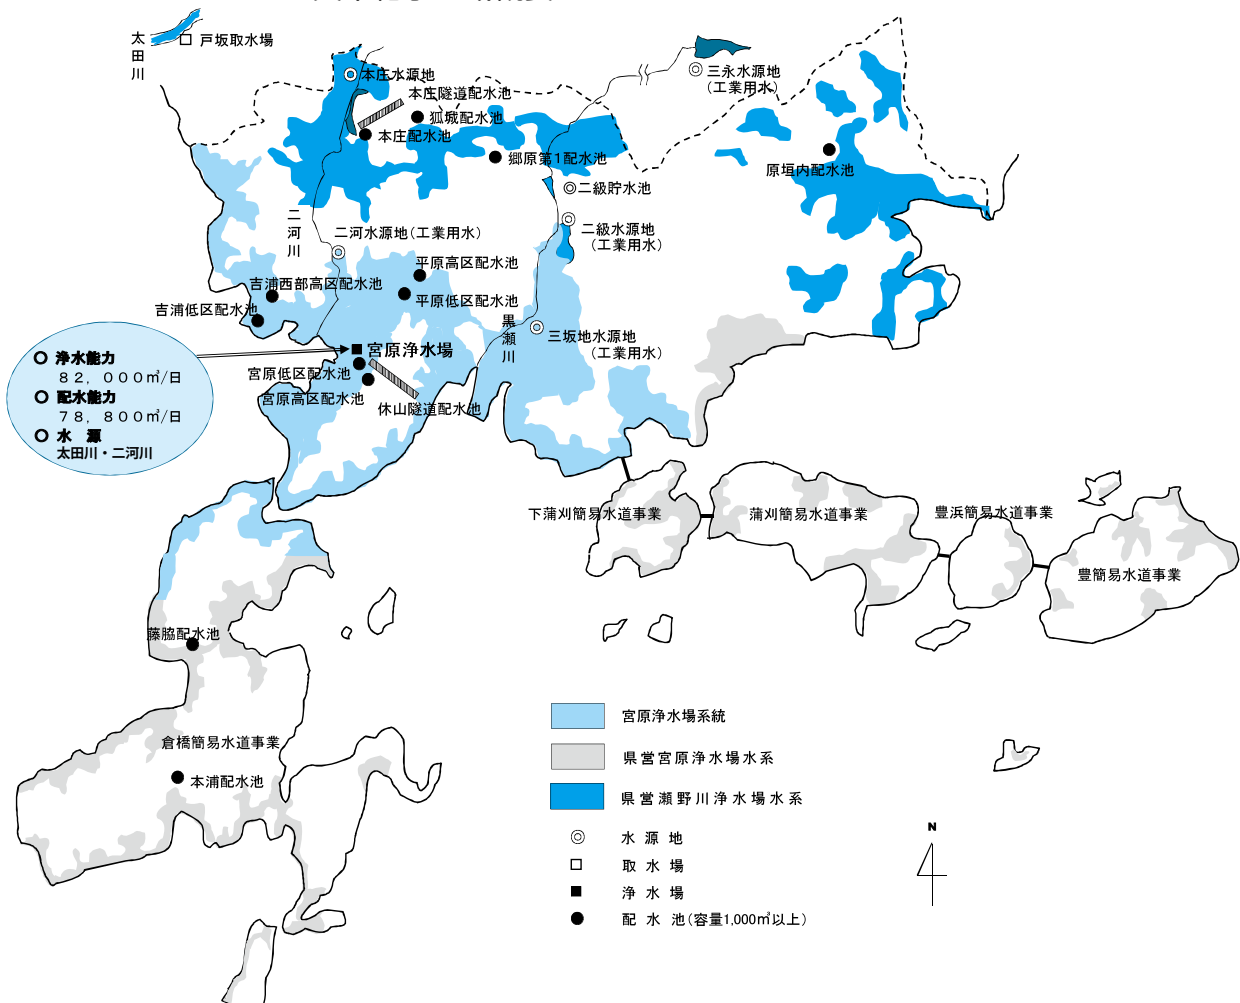 太田川
戸坂取水場
本庄水源地
三永水源地
(工業用水)
本庄隧道配水池
狐城配水池
本庄配水池
郷原第1配水池
原垣内配水池
二級貯水池
二河川
二河水源地(工業用水)
二級水源地
(工業用水)
平原高区配水池
吉浦西部高区配水池
平原低区配水池
吉浦低区配水池
黒瀬川
三坂地水源地
(工業用水)
宮原浄水場
浄水能力
82,000㎥/日
配水能力
78,800㎥/日
水 源
太田川・二河川
宮原低区配水池
宮原高区配水池
休山隧道配水池
下蒲刈簡易水道事業
蒲刈簡易水道事業
豊浜簡易水道事業
豊簡易水道事業
藤脇配水池
倉橋簡易水道事業
本浦配水池
宮原浄水場系統
県営宮原浄水場水系
県営瀬野川浄水場水系
水源地
取水場
浄水場
配水池(容量1,000㎥以上)
N